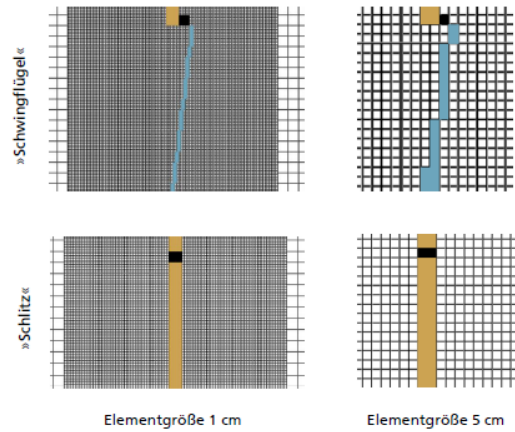 »Schwingflügel«
»Schlitz«
Elementgröße 1 cm
Elementgröße 5 cm